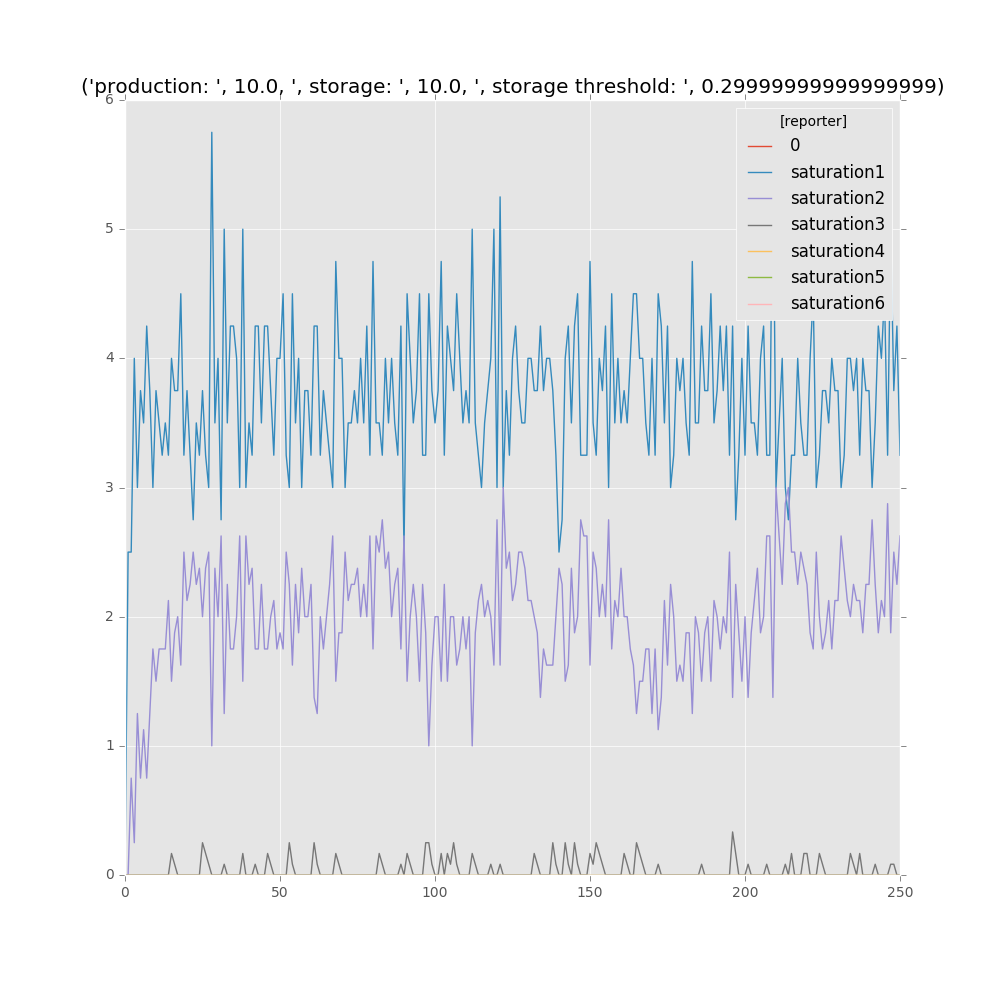 ('production: ', 10.0, ', storage: ', 10.0, ', storage threshold: ', 0.29999999999999999)
6
5
4
3
2
1
0
[reporter]
0
saturation1
saturation2
saturation3
saturation4
saturation5
saturation6
0 50 100 150 200 250